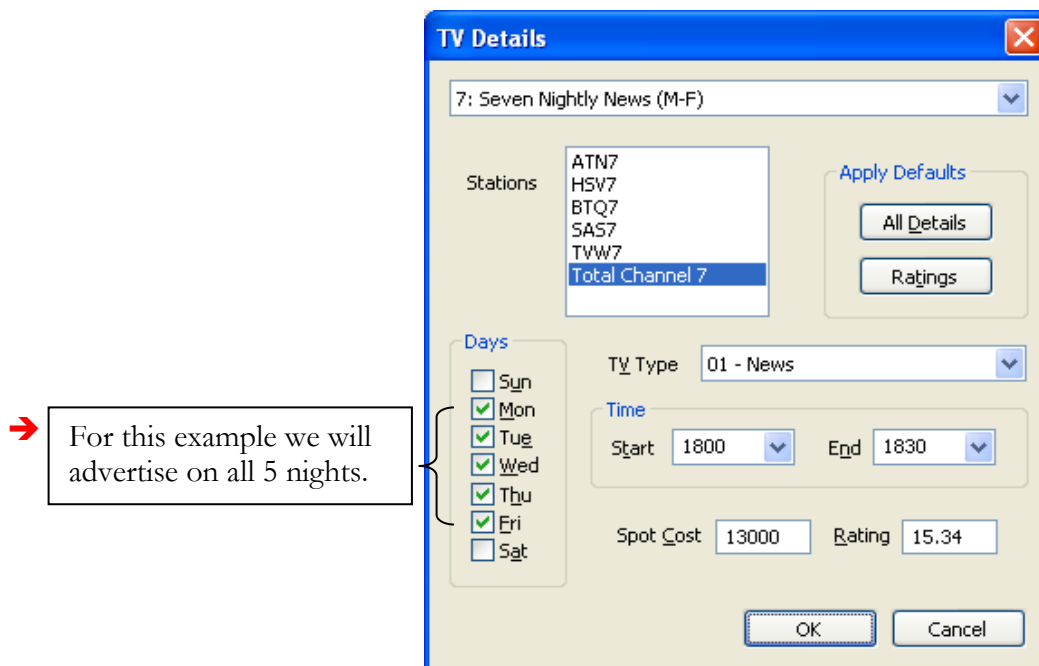 TV Details
7: Seven Nightly News (M-F)
Stations
ATN7
HSV7
BTQ7
SAS7
TVW7
Total Channel 7
Apply Defaults
All Details
Ratings
Days
Sun
Mon
Tue
Wed
Thu
Fri
Sat
For this example we will
advertise on all 5 nights.
TV Type 01 - News
Time
Start 1800 End 1830
Spot Cost 13000 Rating 15.34
OK Cancel